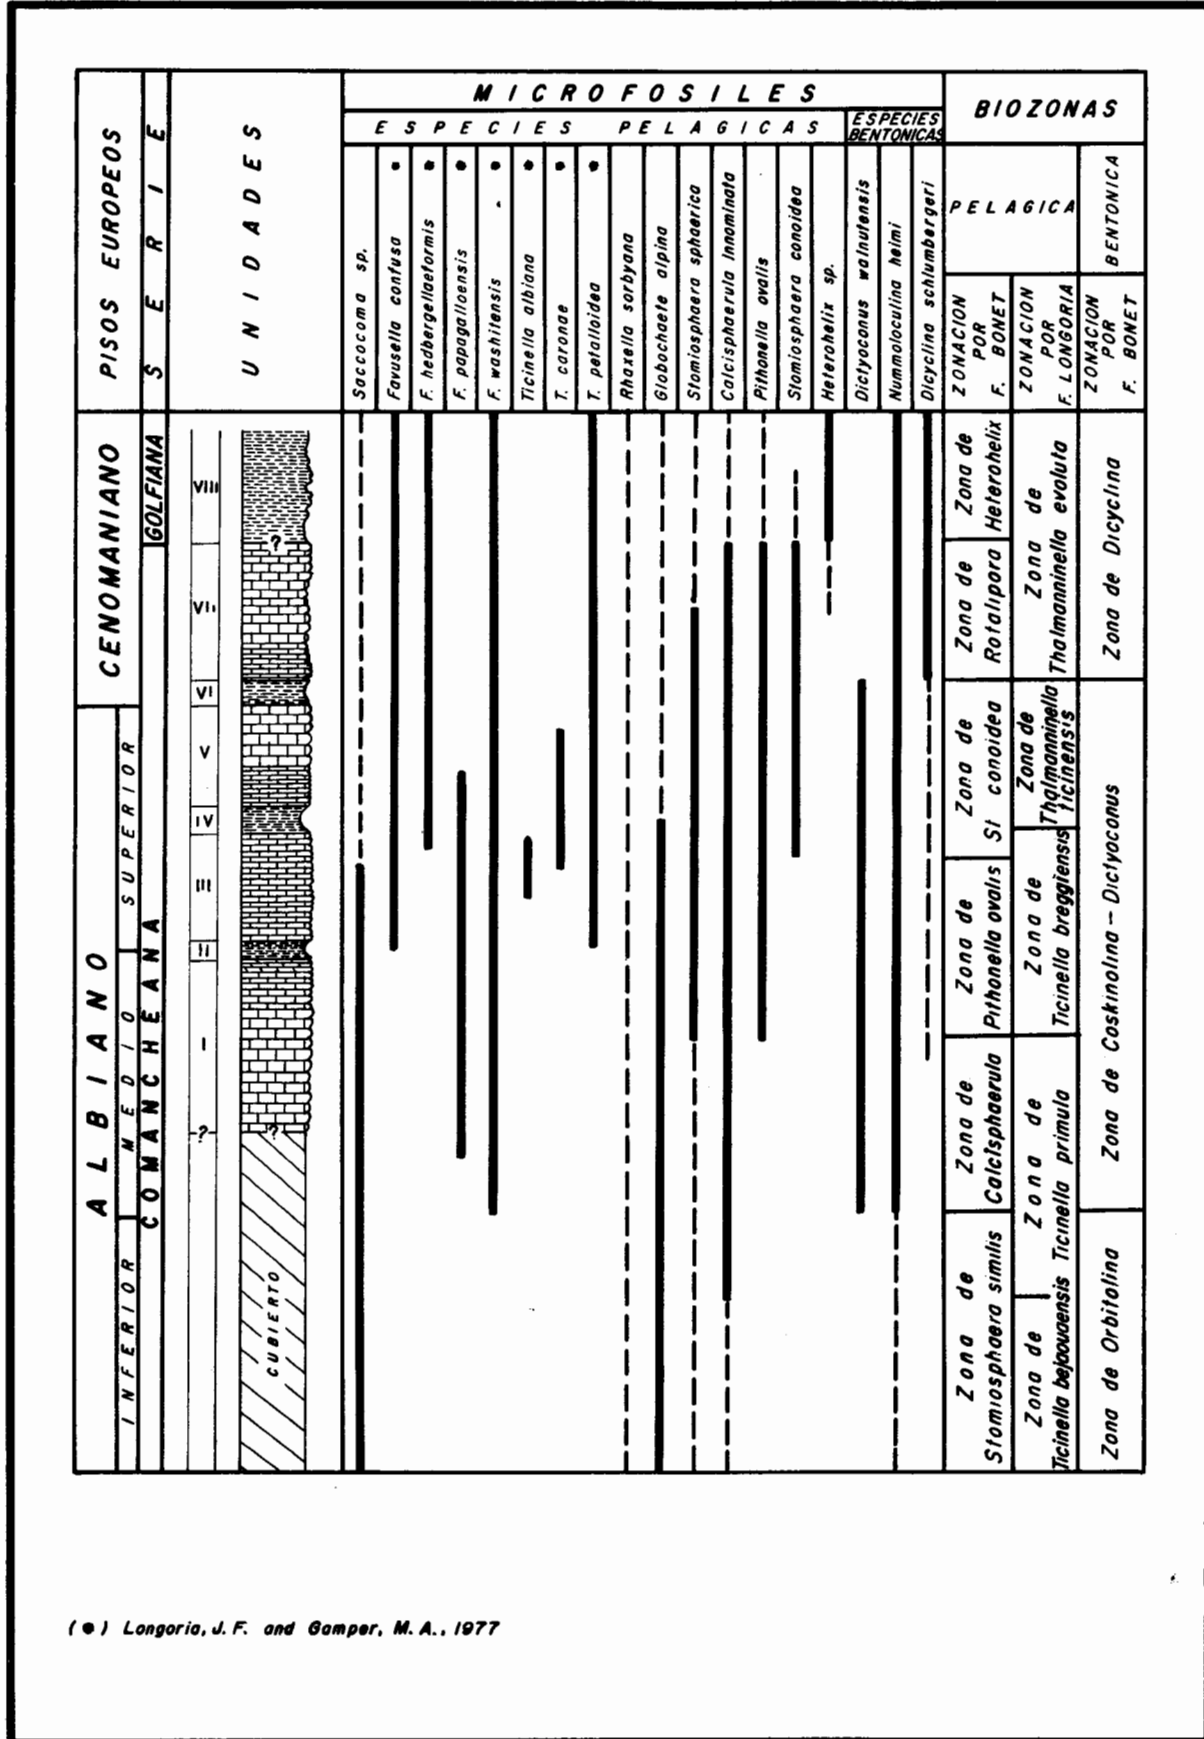 PISOS EUROPEOS
SERIE
UNIDADES
MICROFOSILES
ESPECIES PELAGICAS
ESPECIES
BENTONICAS
BIOZONAS
PELAGICA
BENTONICA
Saccocoma sp.
Favusella confusa •
F. hedbergellaeformis •
F. papagalloensis •
F. washitensis •
Ticinella albiana •
T. caronae •
T. petalloidea •
Rhaxella sorbyana
Globochaete alpina
Stomiosphaera sphaerica
Calcisphaerula Innominata
Pithonella ovalis
Stomiosphaera conoidea
Heterohelix sp.
Dictyoconus walnutensis
Nummoloculina heimi
Dicyclina schlumbergeri
ZONACION
POR
F. BONET
ZONACION
POR
F. LONGORIA
ZONACION
POR
F. BONET
CENOMANIANO
ALBIANO
SUPERIOR
MEDIO
INFERIOR
GOLFIANA
COMANCHEANA
VIII
VII
VI
V
IV
III
II
I
-?-
?
?
CUBIERTO
Zona de
Heterohelix
Zona de
Rotalipora
Zona de
St conoidea
Zona de
Pithonella ovalis
Zona de
Calcisphaerula
Zona de
Stomiosphaera similis
Zona de
Thalmanninella evoluta
Zona de
Thalmanninella
ticinensis
Zona de
Ticinella breggiensis
Zona de
Ticinella primula
Zona de
Ticinella bejaouaensis
Zona de Dicyclina
Zona de Coskinolina – Dictyoconus
Zona de Orbitolina
(•) Longoria, J. F. and Gamper, M. A., 1977